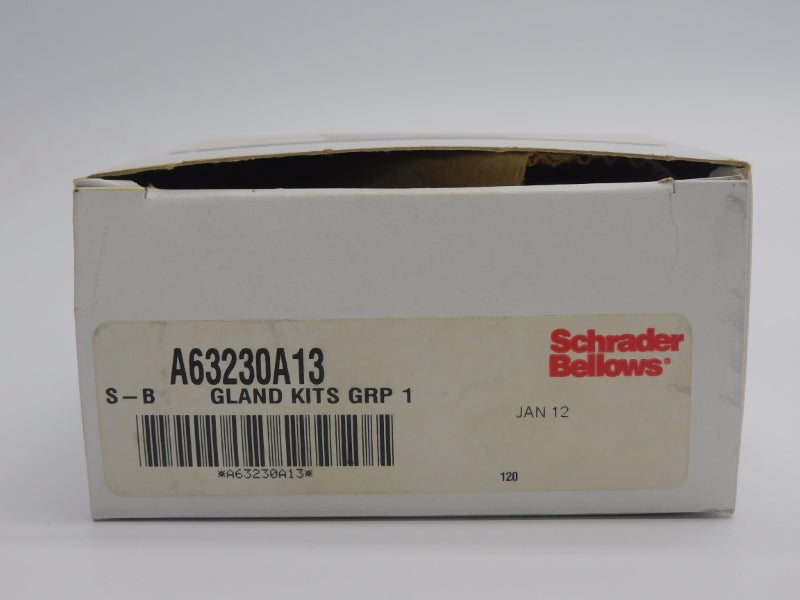 A63230A13
Schrader
Bellows®
S-B GLAND KITS GRP 1
JAN 12
*A63230A13*
120